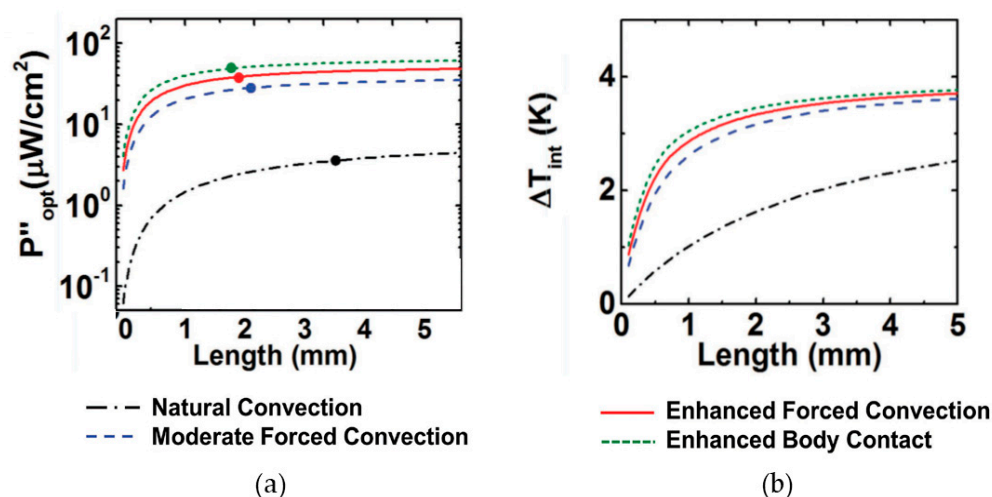 P"opt(μW/cm²)
10²
10¹
10⁰
10⁻¹
0 1 2 3 4 5
Length (mm)
ΔTint (K)
4
2
0
0 1 2 3 4 5
Length (mm)
Natural Convection
Moderate Forced Convection
Enhanced Forced Convection
Enhanced Body Contact
(a)
(b)